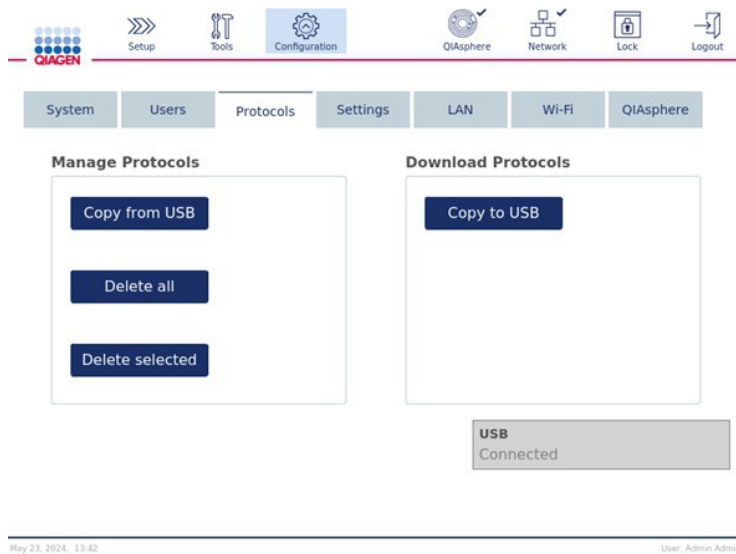 Setup
Tools
Configuration
QIAsphere
Network
Lock
Logout
QIAGEN
System
Users
Protocols
Settings
LAN
Wi-Fi
QIAsphere
Manage Protocols
Download Protocols
Copy from USB
Copy to USB
Delete all
Delete selected
USB
Connected
May 23, 2024, 13:42
User: Admin Admi